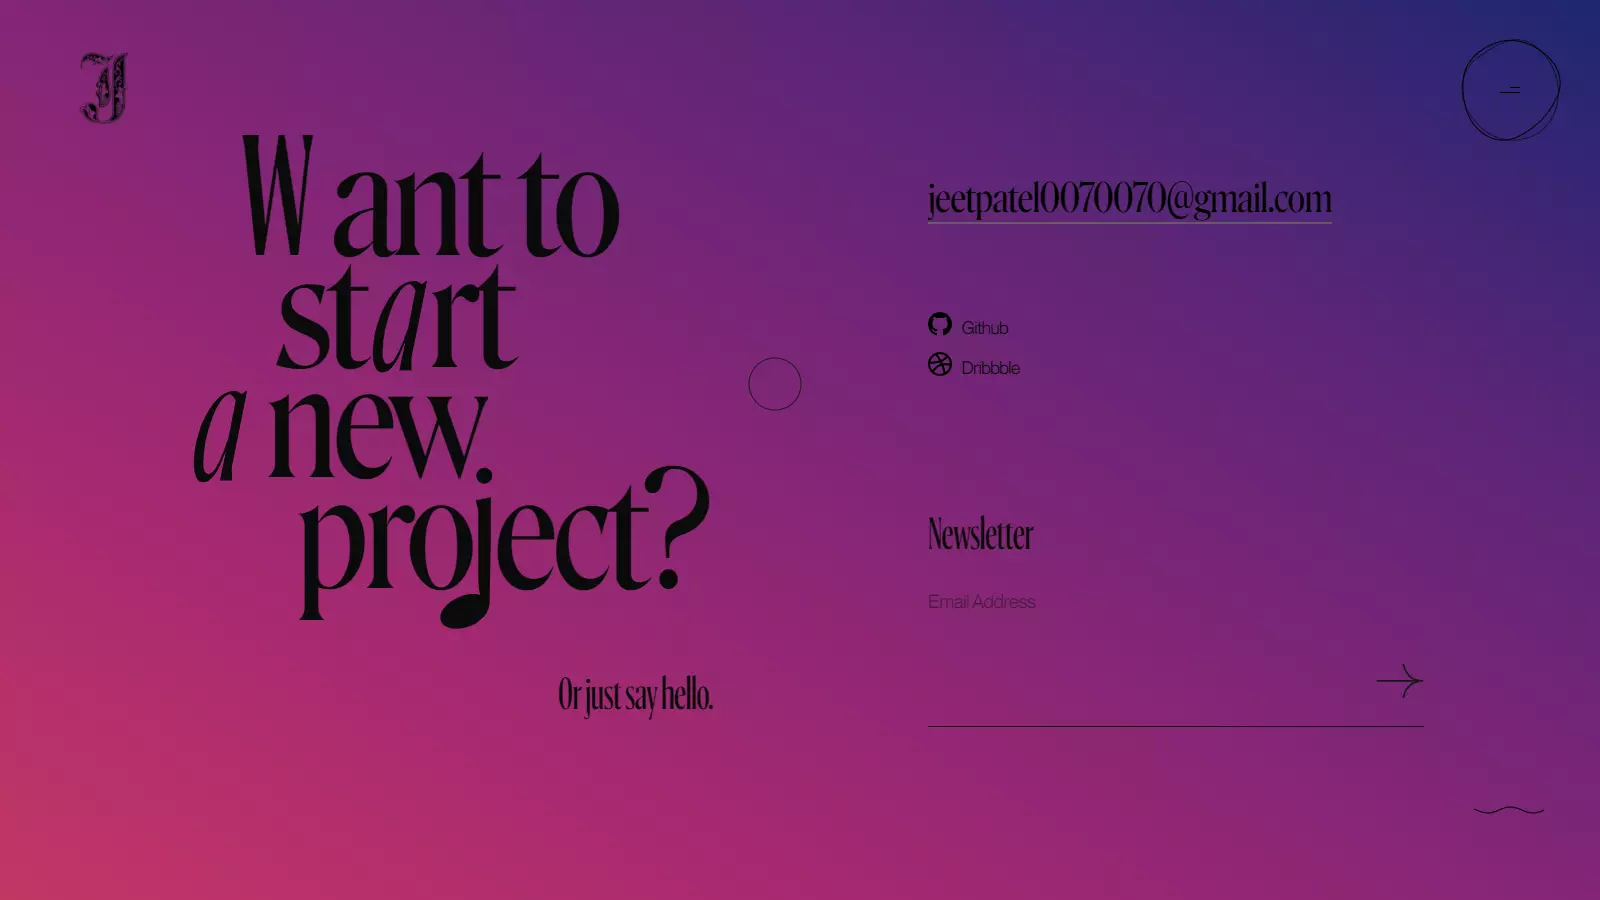 J
Want to
start
a new
project?
Or just say hello.
jeetpatel0070070@gmail.com
Github
Dribbble
Newsletter
Email Address